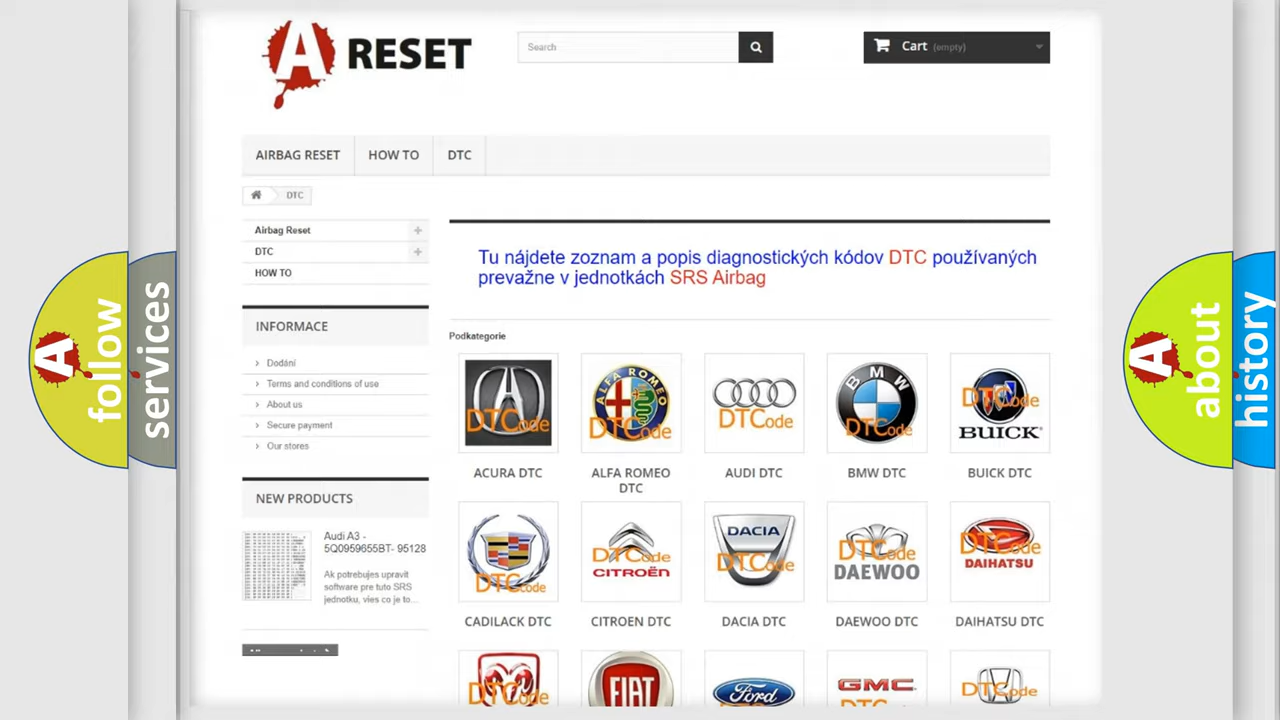 A RESET
Search
Cart (empty)
AIRBAG RESET
HOW TO
DTC
DTC
Airbag Reset
DTC
HOW TO
INFORMACE
Dodání
Terms and conditions of use
About us
Secure payment
Our stores
NEW PRODUCTS
Audi A3 -
5Q0959655BT- 95128
Ak potrebujes upravit
software pre tuto SRS
jednotku, vies co je to...
Tu nájdete zoznam a popis diagnostických kódov DTC používaných
prevažne v jednotkách SRS Airbag
Podkategorie
DTCode
ALFA ROMEO
DTCode
DTCode
BMW
DTCode
DTCode
BUICK
ACURA DTC
ALFA ROMEO
DTC
AUDI DTC
BMW DTC
BUICK DTC
DTCode
DTCode
CITROËN
DACIA
DTCode
DTCode
DAEWOO
DTCode
DAIHATSU
CADILACK DTC
CITROEN DTC
DACIA DTC
DAEWOO DTC
DAIHATSU DTC
DTCode
FIAT
Ford
GMC
DTCode
A
follow
services
A
about
history